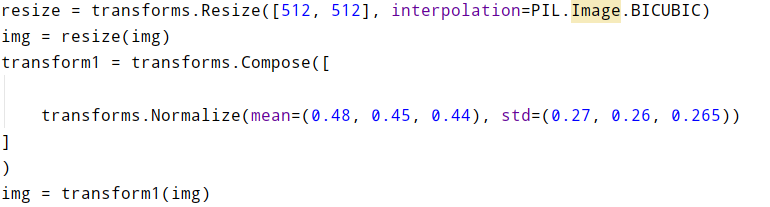 resize = transforms.Resize([512, 512], interpolation=PIL.Image.BICUBIC)
img = resize(img)
transform1 = transforms.Compose([
transforms.Normalize(mean=(0.48, 0.45, 0.44), std=(0.27, 0.26, 0.265))
]
)
img = transform1(img)